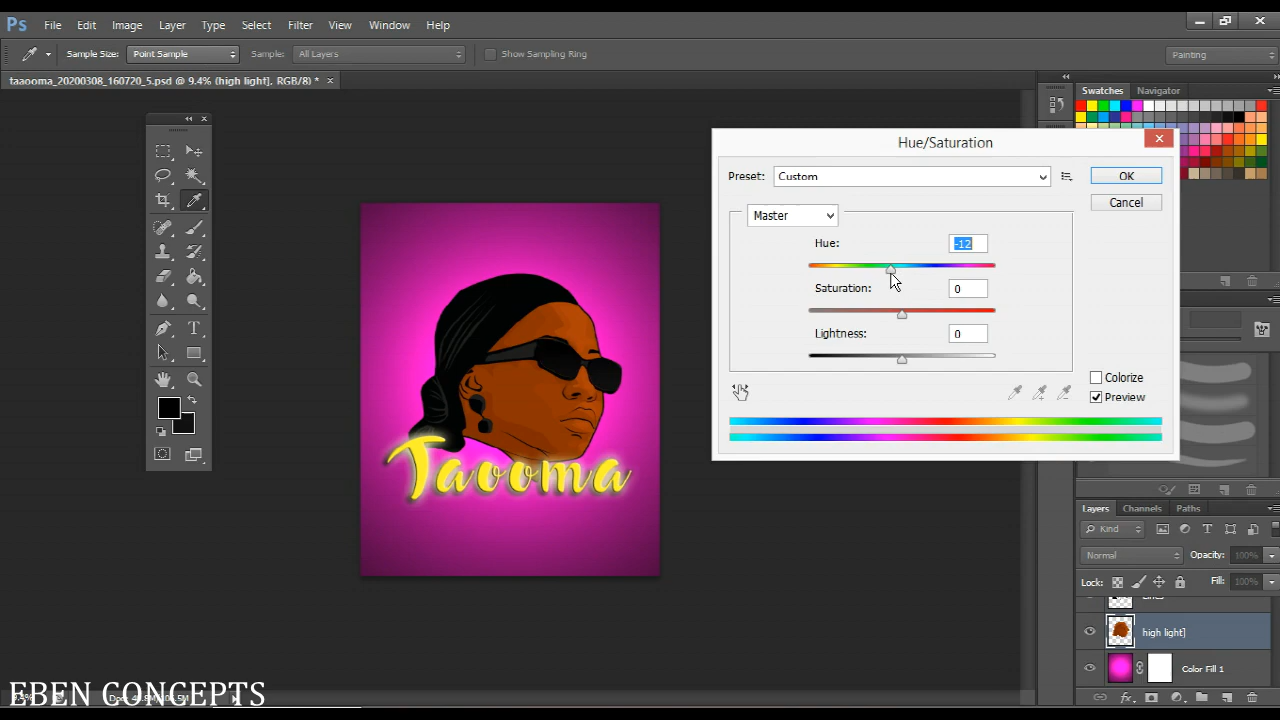 Ps File Edit Image Layer Type Select Filter View Window Help
Sample Size: Point Sample Sample: All Layers Show Sampling Ring Painting
taaooma_20200308_160720_5.psd @ 9.4% (high light], RGB/8) *
Swatches Navigator
Hue/Saturation
Preset: Custom OK
Cancel
Master
Hue: -12
Saturation: 0
Lightness: 0
Colorize
Preview
Taooma
Layers Channels Paths
Kind
Normal Opacity: 100%
Lock: Fill: 100%
high light]
Color Fill 1
EBEN CONCEPTS